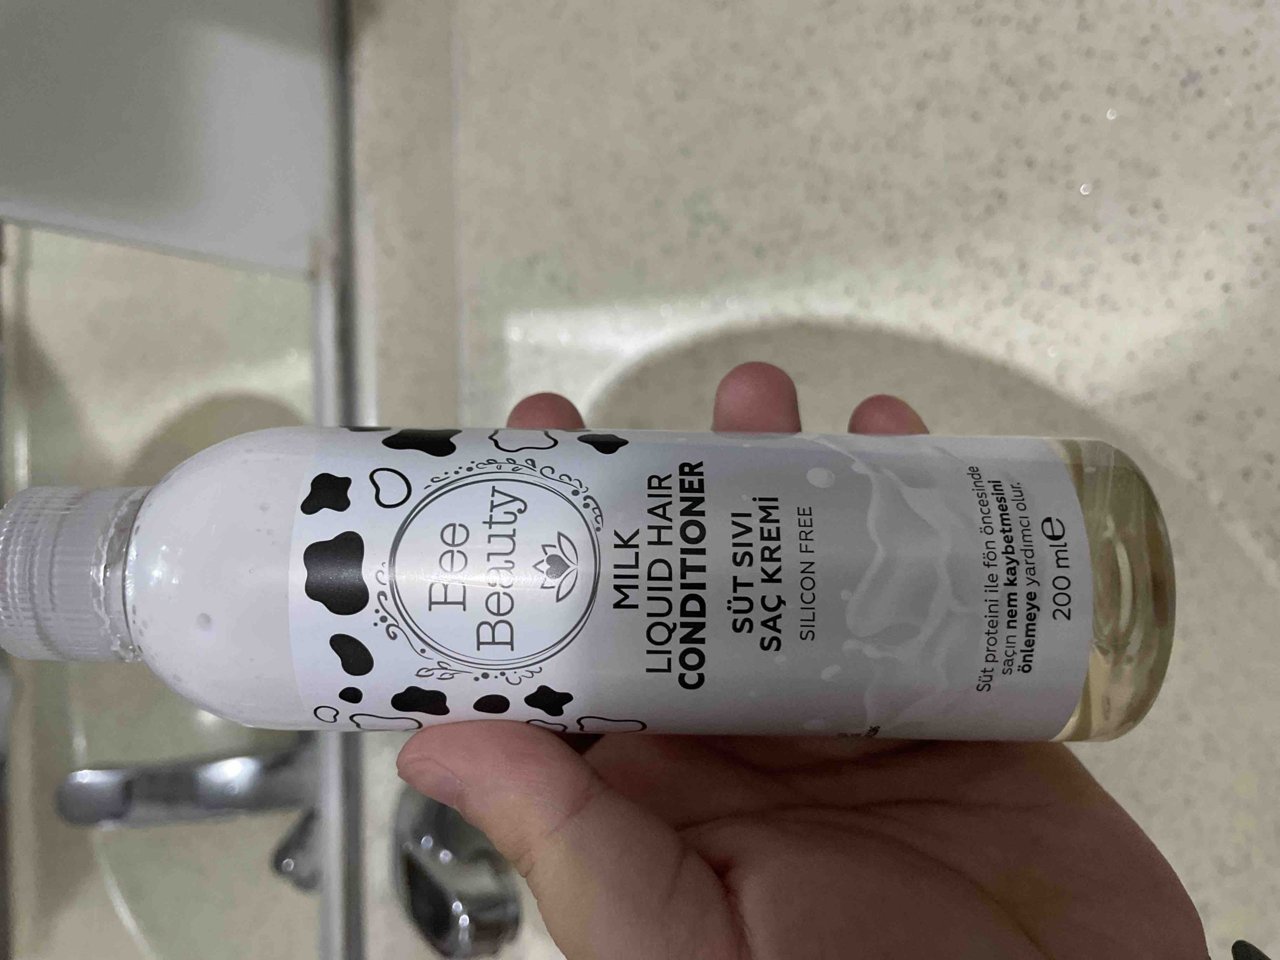 Bee
Beauty
MILK
LIQUID HAIR
CONDITIONER
SÜT SIVI
SAÇ KREMİ
SILICON FREE
Süt proteini ile fön öncesinde
saçın nem kaybetmesini
önlemeye yardımcı olur.
200 ml ℮